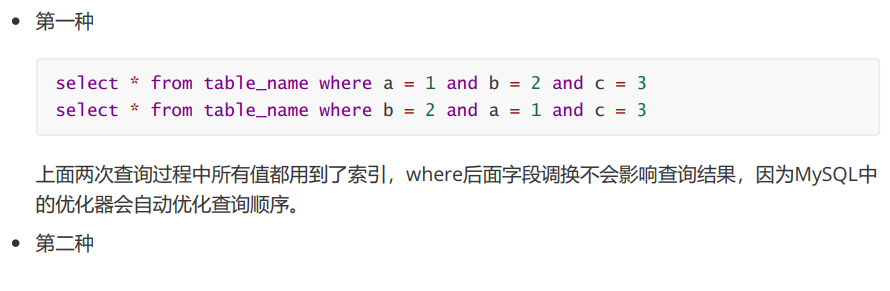 第一种
select * from table_name where a = 1 and b = 2 and c = 3
select * from table_name where b = 2 and a = 1 and c = 3
上面两次查询过程中所有值都用到了索引，where后面字段调换不会影响查询结果，因为MySQL中
的优化器会自动优化查询顺序。
第二种